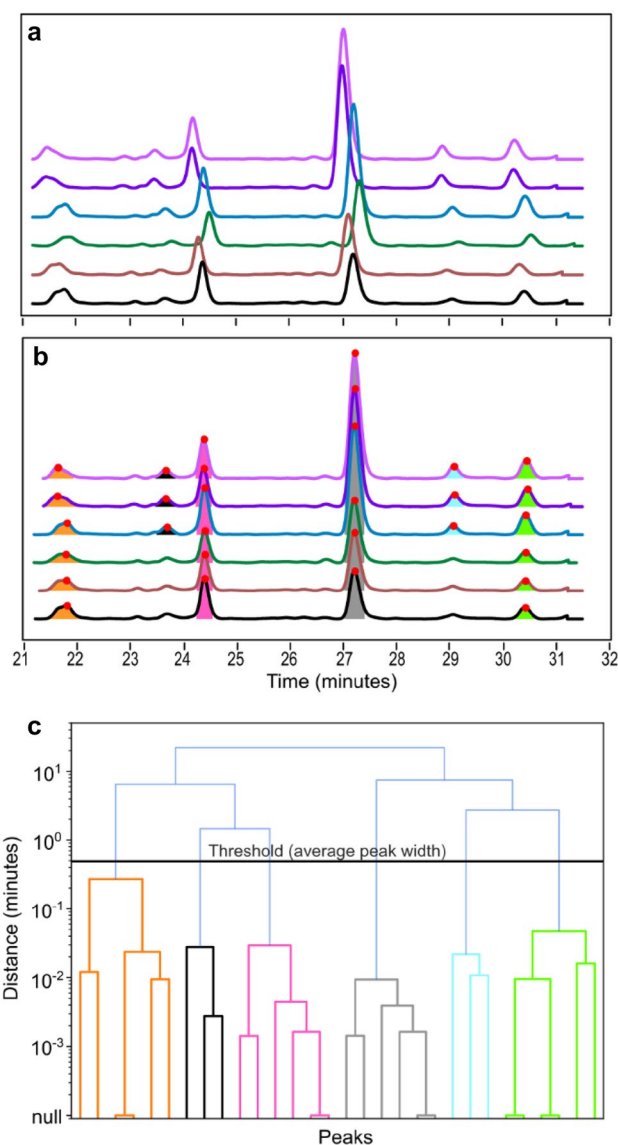 a
b
21 22 23 24 25 26 27 28 29 30 31 32
Time (minutes)
c
10¹
10⁰
Threshold (average peak width)
10⁻¹
10⁻²
10⁻³
null
Distance (minutes)
Peaks